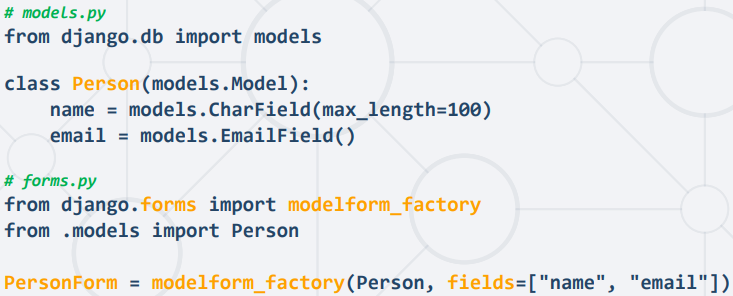 # models.py
from django.db import models
class Person(models.Model):
    name = models.CharField(max_length=100)
    email = models.EmailField()
# forms.py
from django.forms import modelform_factory
from .models import Person
PersonForm = modelform_factory(Person, fields=["name", "email"])